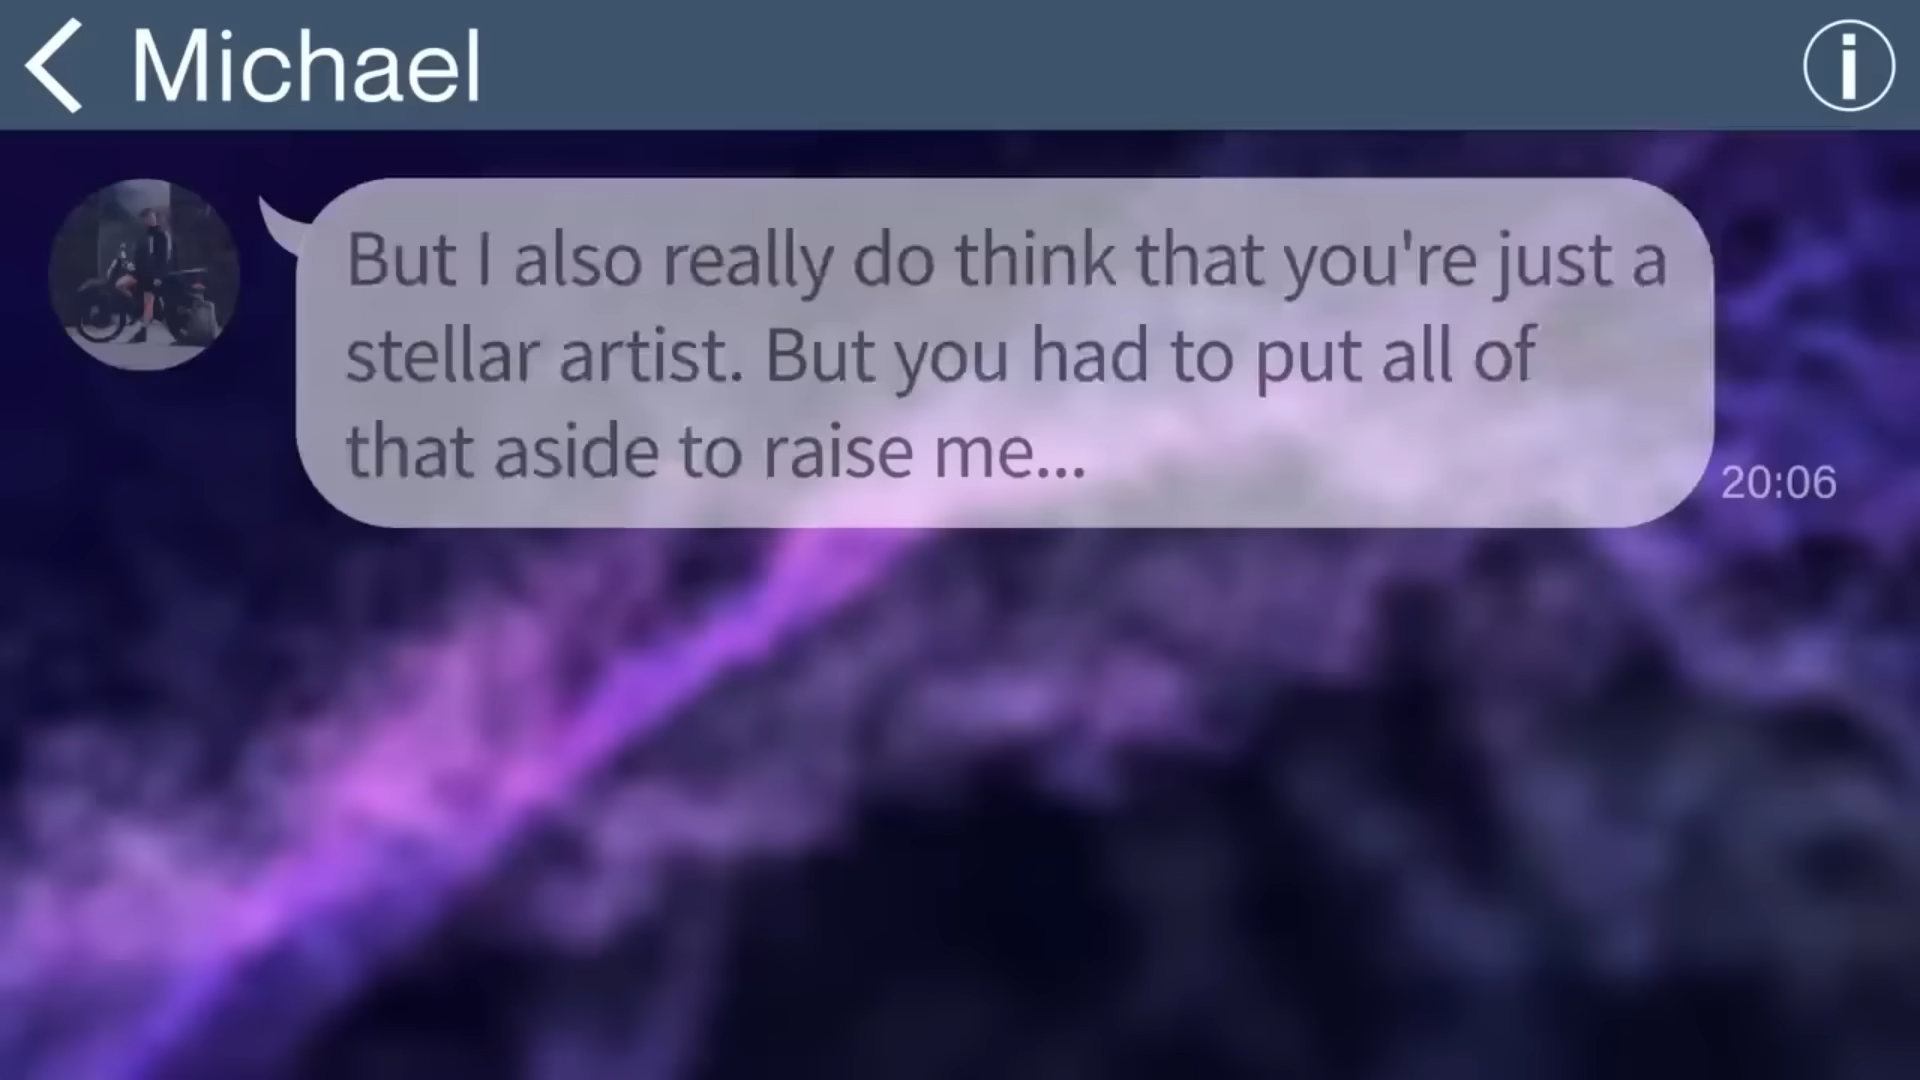 Michael
But I also really do think that you're just a
stellar artist. But you had to put all of
that aside to raise me...
20:06